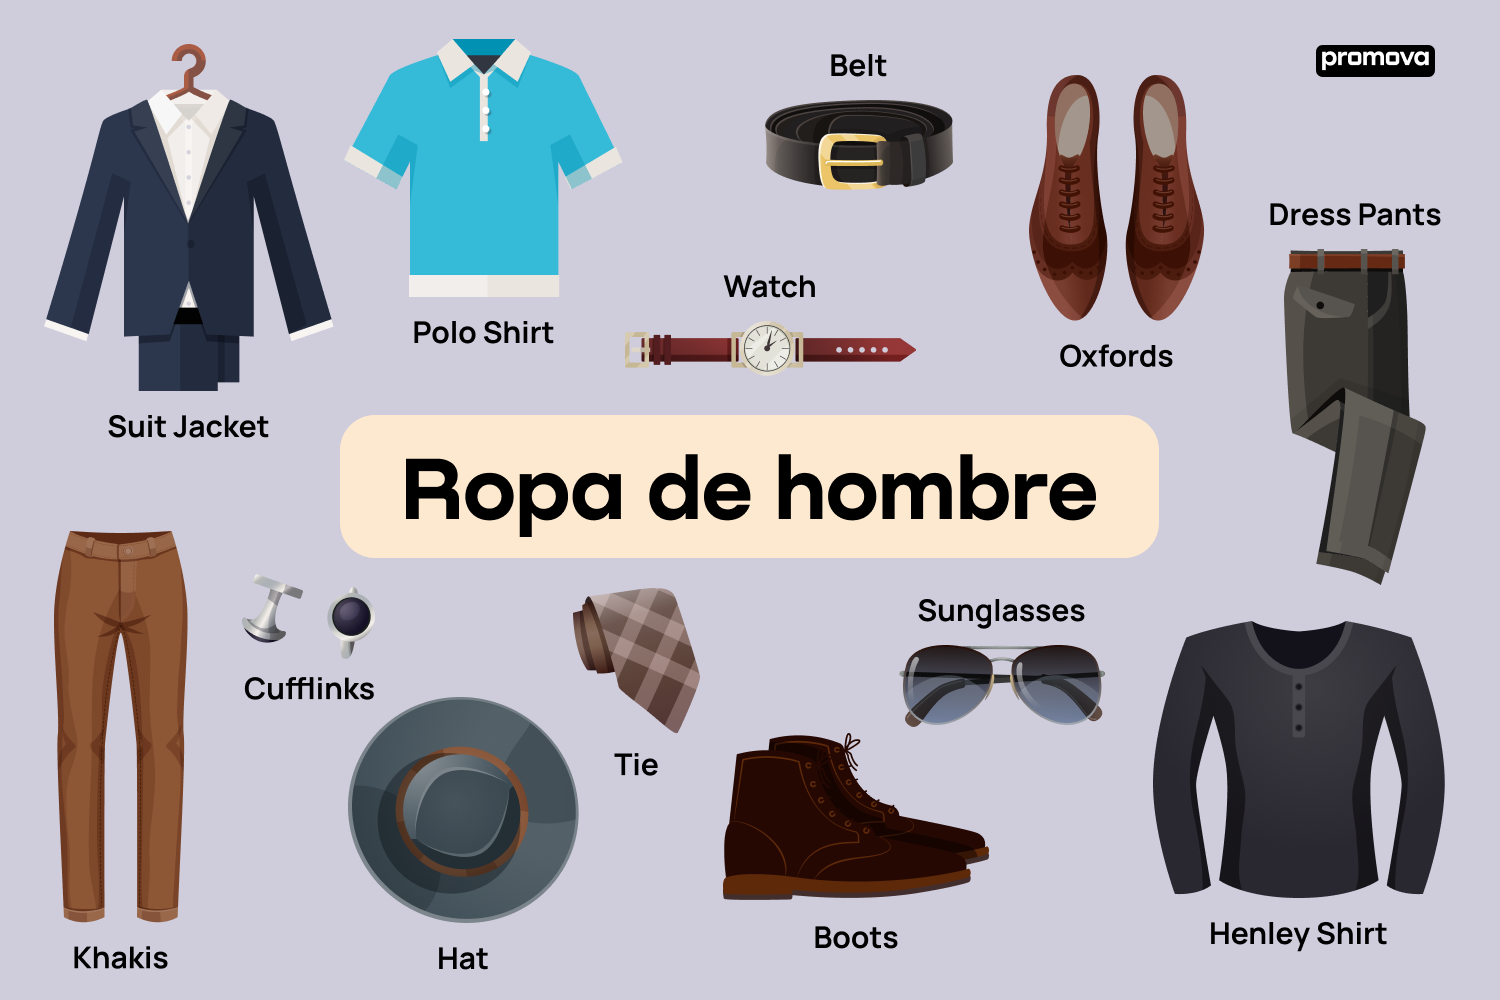 Belt
promova
Dress Pants
Watch
Polo Shirt
Oxfords
Suit Jacket
Ropa de hombre
Sunglasses
Cufflinks
Tie
Boots
Henley Shirt
Khakis
Hat